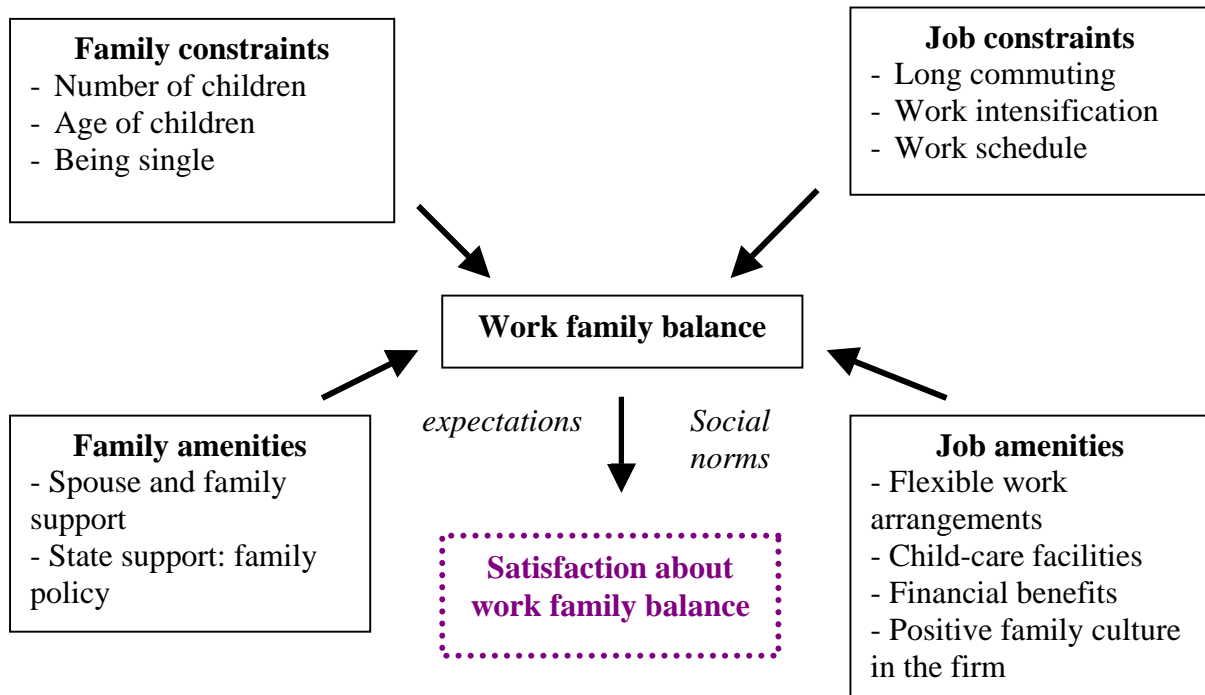 Family constraints
- Number of children
- Age of children
- Being single
Job constraints
- Long commuting
- Work intensification
- Work schedule
Work family balance
expectations
Social
norms
Family amenities
- Spouse and family
support
- State support: family
policy
Satisfaction about
work family balance
Job amenities
- Flexible work
arrangements
- Child-care facilities
- Financial benefits
- Positive family culture
in the firm